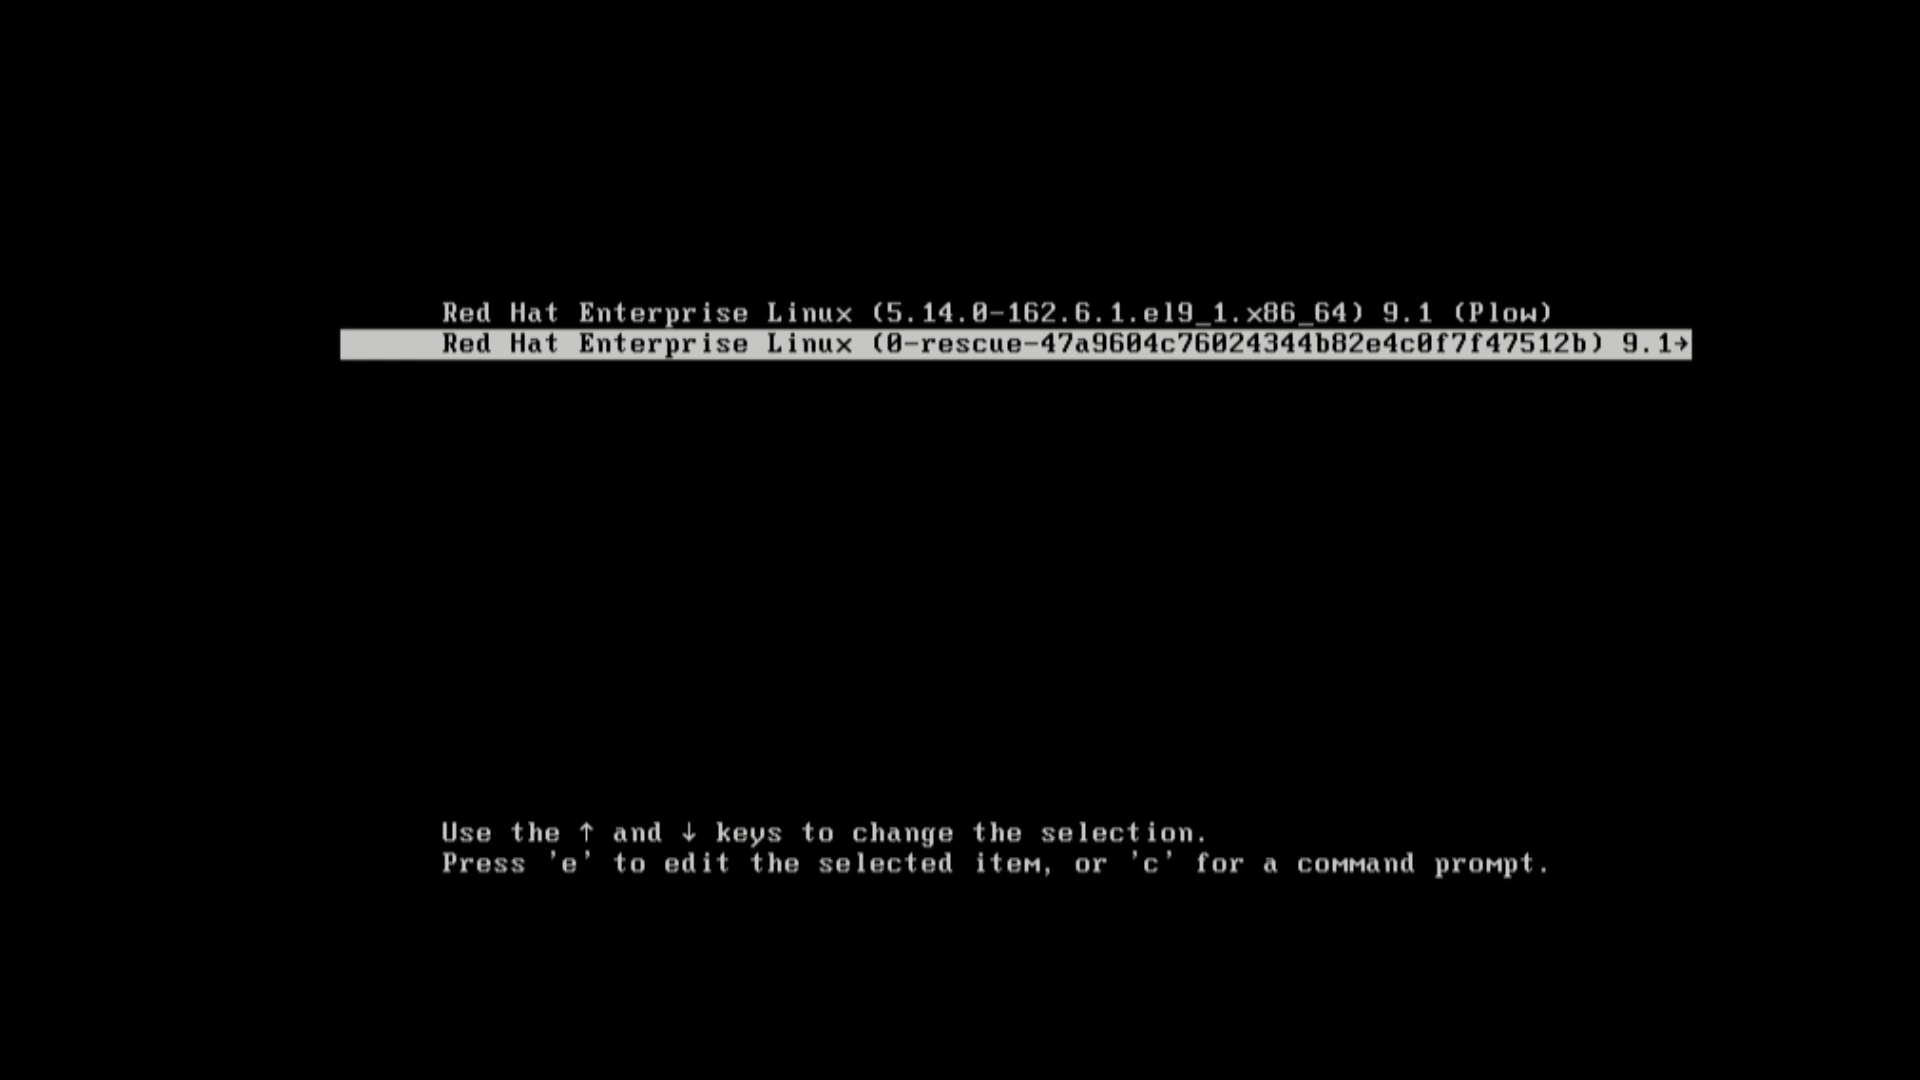 Red Hat Enterprise Linux (5.14.0-162.6.1.el9_1.x86_64) 9.1 (Plow)
Red Hat Enterprise Linux (0-rescue-47a9604c76024344b82e4c0f7f47512b) 9.1→
Use the ↑ and ↓ keys to change the selection.
Press 'e' to edit the selected item, or 'c' for a command prompt.